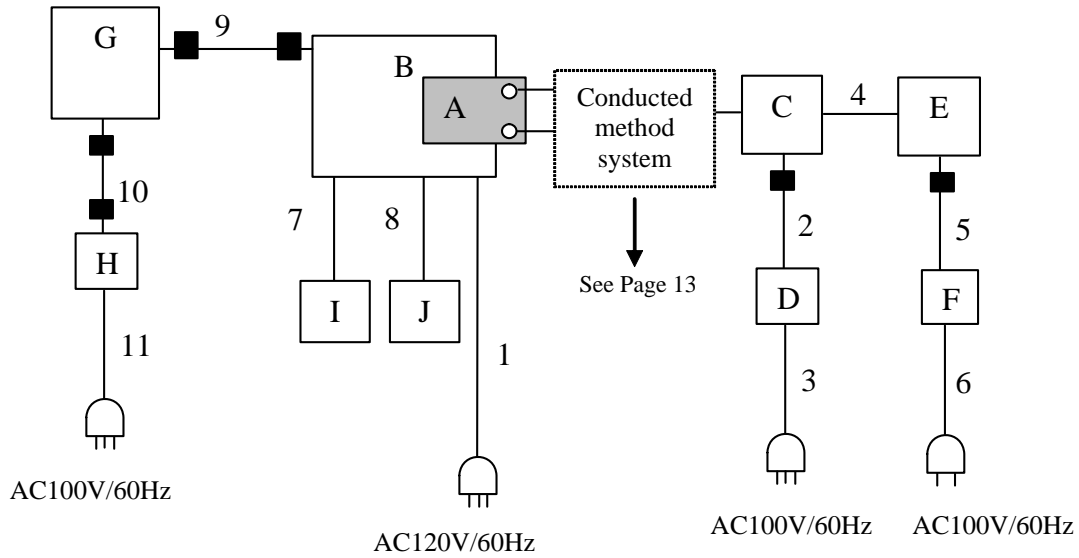 G
9
B
A
Conducted
method
system
C
4
E
10
7
8
2
5
H
See Page 13
I
J
D
F
11
1
3
6
AC100V/60Hz
AC120V/60Hz
AC100V/60Hz
AC100V/60Hz